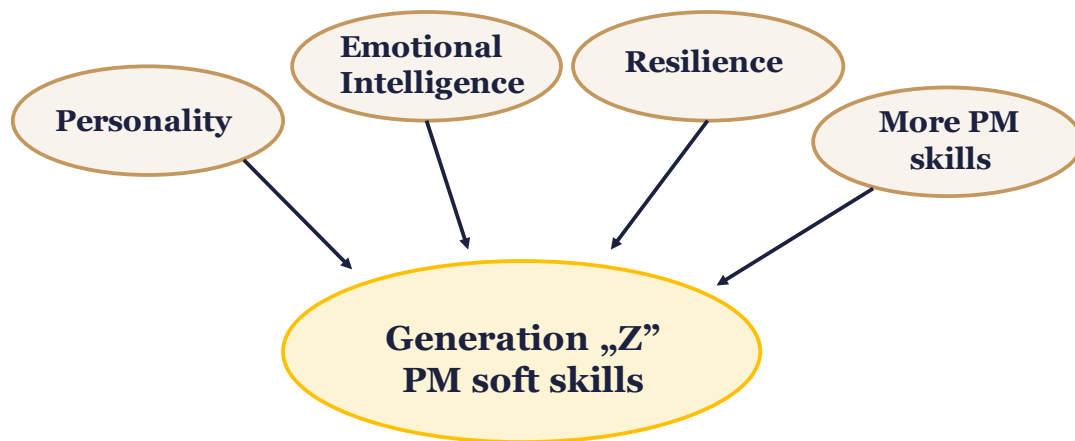 Personality
Emotional
Intelligence
Resilience
More PM
skills
Generation „Z”
PM soft skills